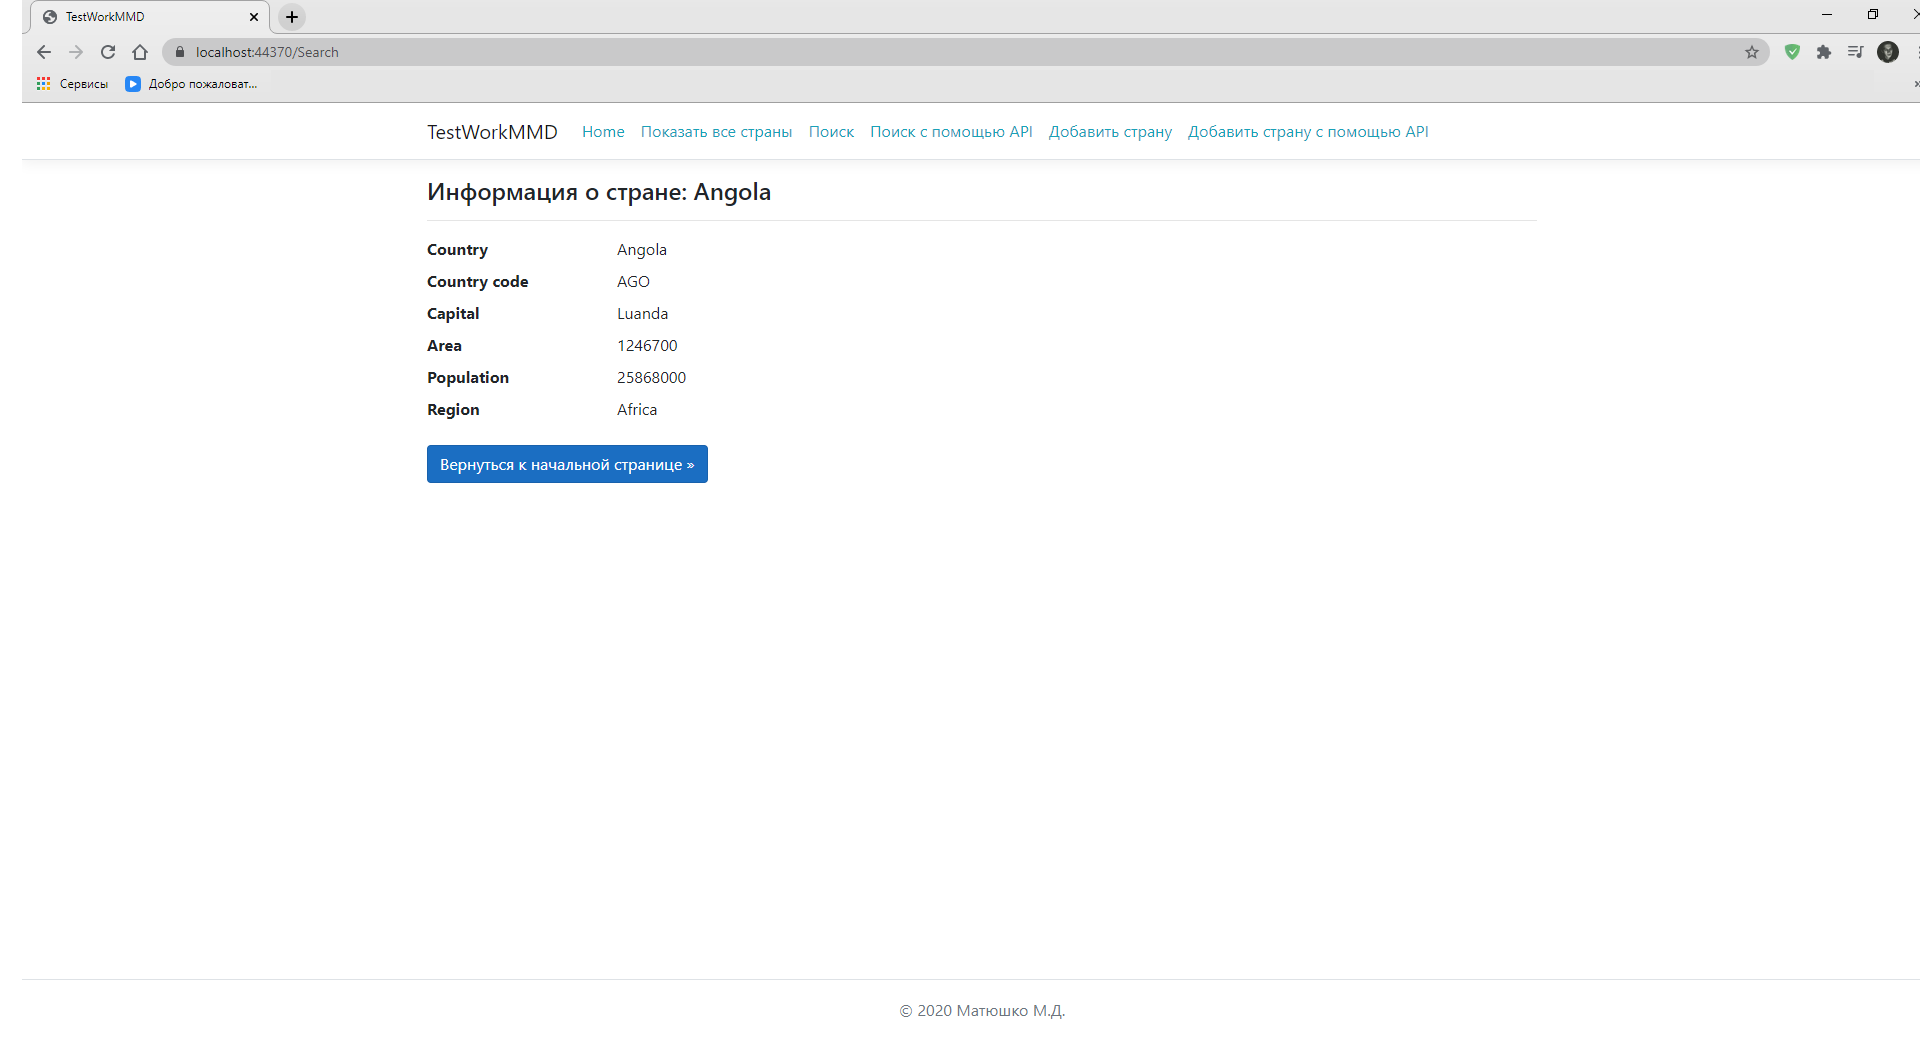 TestWorkMMD
localhost:44370/Search
Сервисы Добро пожаловат...
TestWorkMMD Home Показать все страны Поиск Поиск с помощью API Добавить страну Добавить страну с помощью API
Информация о стране: Angola
Country Angola
Country code AGO
Capital Luanda
Area 1246700
Population 25868000
Region Africa
Вернуться к начальной странице »
© 2020 Матюшко М.Д.